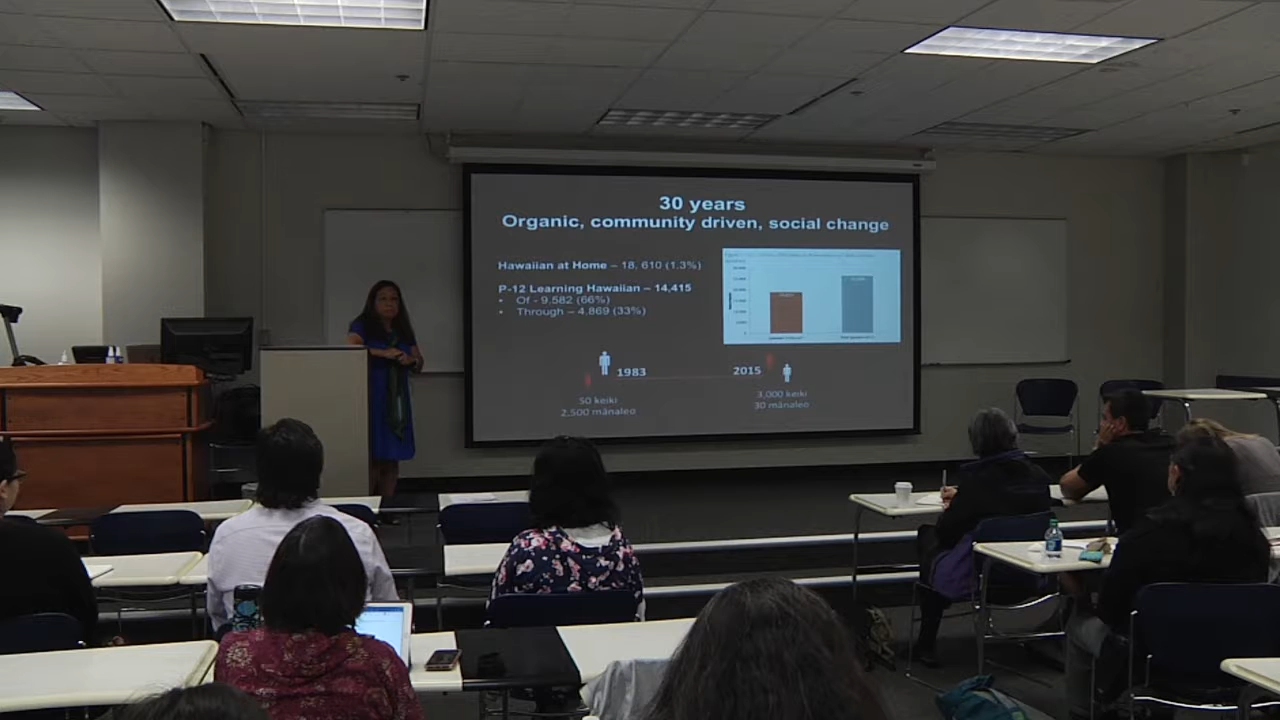 30 years
Organic, community driven, social change
Hawaiian at Home – 18, 610 (1.3%)
P-12 Learning Hawaiian – 14,415
• Of - 9.582 (66%)
• Through – 4.869 (33%)
1983
2015
50 keiki
2,500 mānaleo
3,000 keiki
30 mānaleo